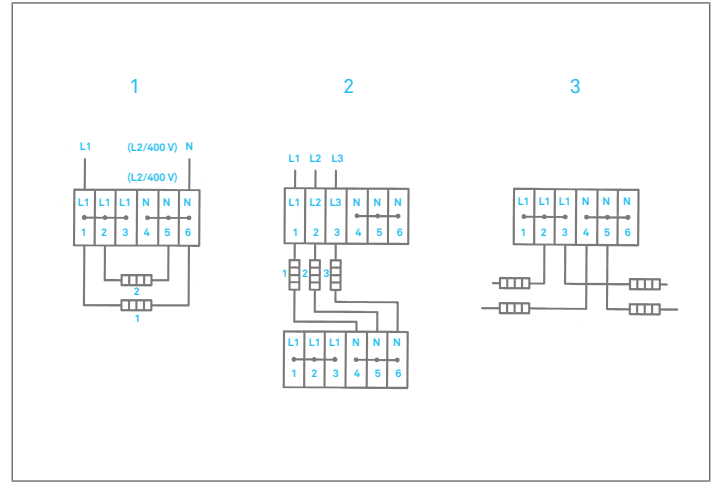 1
2
3
L1 (L2/400 V) N
(L2/400 V)
L1 L1 L1 N N N
1 2 3 4 5 6
2
1
L1 L2 L3
L1 L2 L3 N N N
1 2 3 4 5 6
1 2 3
L1 L1 L1 N N N
1 2 3 4 5 6
L1 L1 L1 N N N
1 2 3 4 5 6